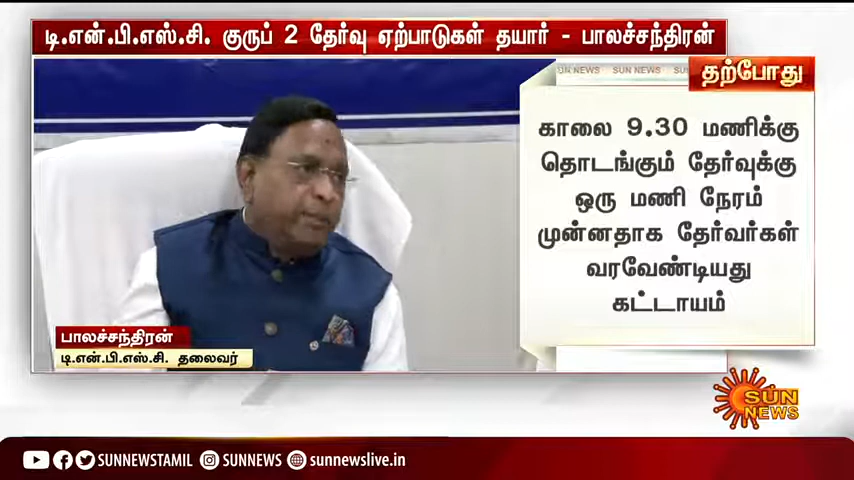 டி.என்.பி.எஸ்.சி. குருப் 2 தேர்வு ஏற்பாடுகள் தயார் - பாலச்சந்திரன்
SUN NEWS SUN NEWS
தற்போது
காலை 9.30 மணிக்கு
தொடங்கும் தேர்வுக்கு
ஒரு மணி நேரம்
முன்னதாக தேர்வர்கள்
வரவேண்டியது
கட்டாயம்
பாலச்சந்திரன்
டி.என்.பி.எஸ்.சி. தலைவர்
SUN
NEWS
SUNNEWSTAMIL SUNNEWS sunnewslive.in